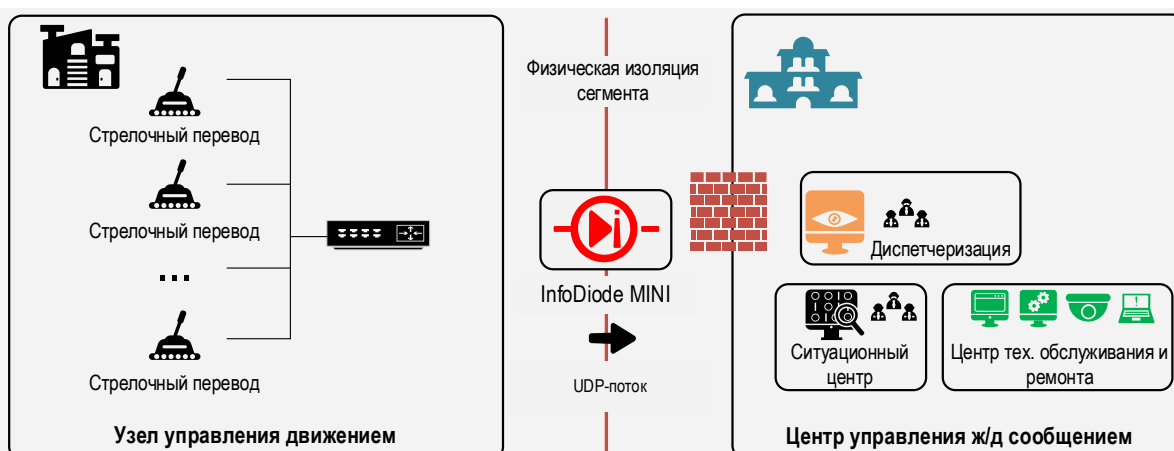 Стрелочный перевод
Стрелочный перевод
...
Стрелочный перевод
Узел управления движением
Физическая изоляция
сегмента
InfoDiode MINI
UDP-поток
Диспетчеризация
Ситуационный
центр
Центр тех. обслуживания и
ремонта
Центр управления ж/д сообщением